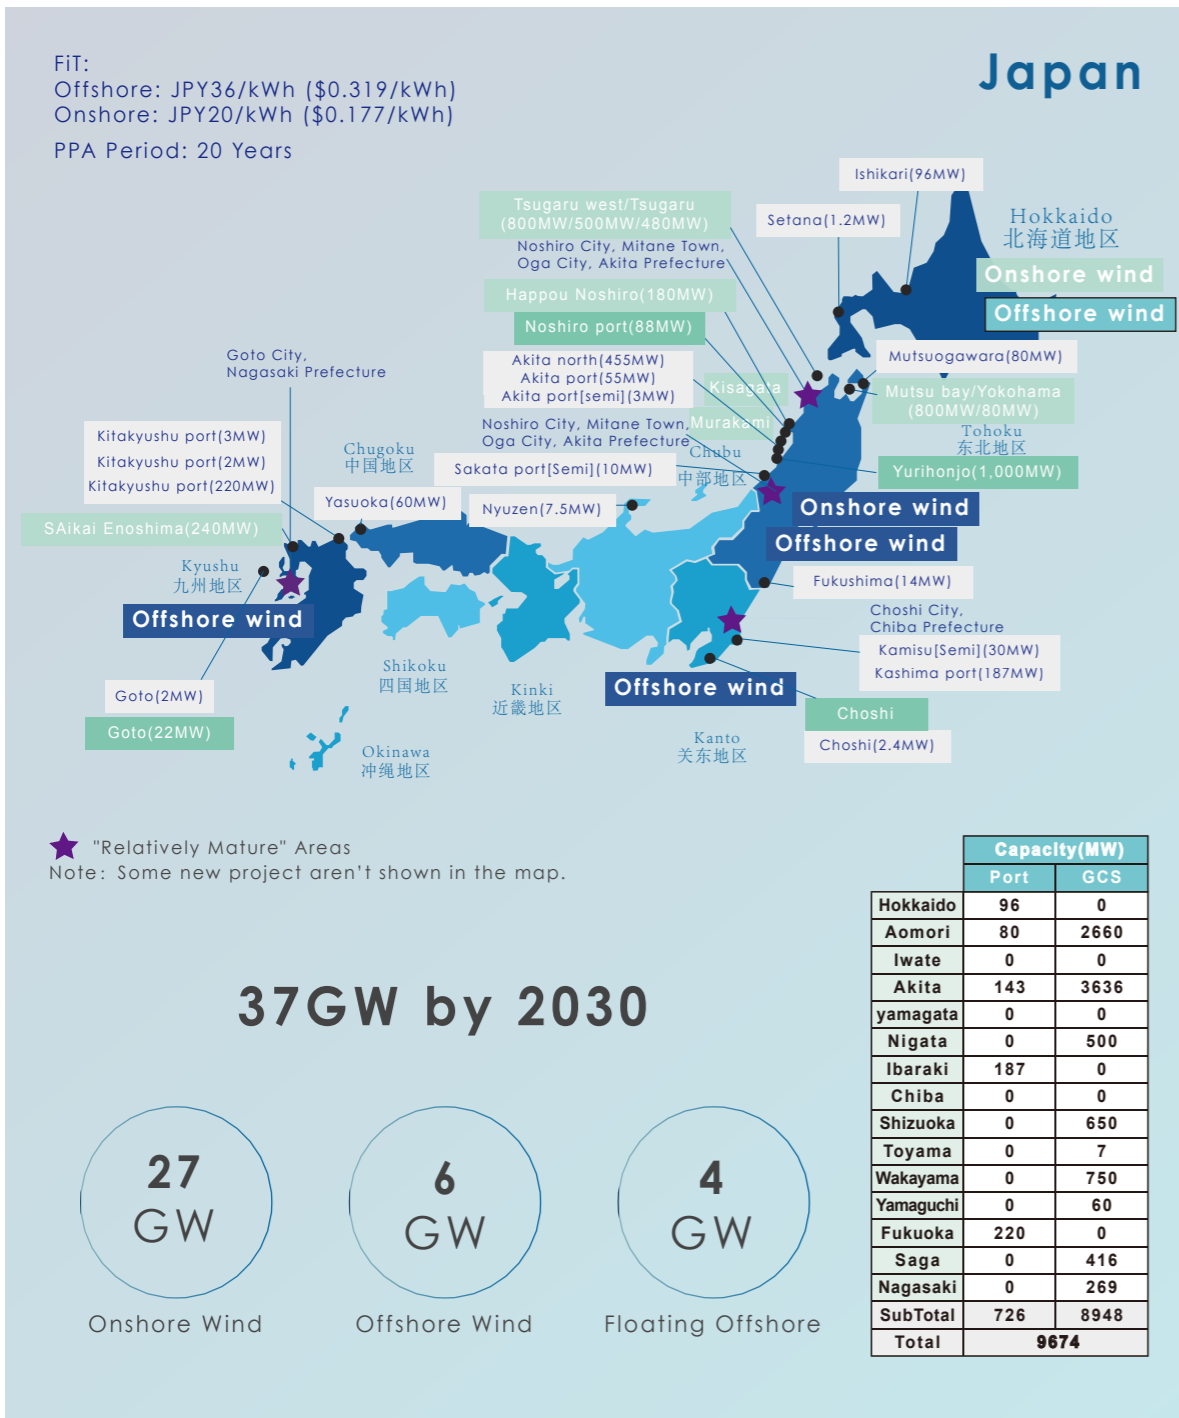 FiT:
Offshore: JPY36/kWh ($0.319/kWh)
Onshore: JPY20/kWh ($0.177/kWh)
PPA Period: 20 Years
Japan
Ishikari(96MW)
Setana(1.2MW)
Hokkaido
北海道地区
Onshore wind
Offshore wind
Tsugaru west/Tsugaru
(800MW/500MW/480MW)
Noshiro City, Mitane Town,
Oga City, Akita Prefecture
Happou Noshiro(180MW)
Noshiro port(88MW)
Akita north(455MW)
Akita port(55MW)
Akita port[semi](3MW)
Kisagata
Murakami
Noshiro City, Mitane Town,
Oga City, Akita Prefecture
Chubu
中部地区
Sakata port[Semi](10MW)
Nyuzen(7.5MW)
Mutsuogawara(80MW)
Mutsu bay/Yokohama
(800MW/80MW)
Tohoku
东北地区
Yurihonjo(1,000MW)
Onshore wind
Offshore wind
Goto City,
Nagasaki Prefecture
Kitakyushu port(3MW)
Kitakyushu port(2MW)
Kitakyushu port(220MW)
Chugoku
中国地区
Yasuoka(60MW)
SAikai Enoshima(240MW)
Kyushu
九州地区
Offshore wind
Goto(2MW)
Goto(22MW)
Shikoku
四国地区
Okinawa
冲绳地区
Kinki
近畿地区
Fukushima(14MW)
Choshi City,
Chiba Prefecture
Kamisu[Semi](30MW)
Kashima port(187MW)
Offshore wind
Choshi
Choshi(2.4MW)
Kanto
关东地区
"Relatively Mature" Areas
Note: Some new project aren't shown in the map.
37GW by 2030
27
GW
Onshore Wind
6
GW
Offshore Wind
4
GW
Floating Offshore
Capacity(MW)
Port GCS
Hokkaido 96 0
Aomori 80 2660
Iwate 0 0
Akita 143 3636
yamagata 0 0
Nigata 0 500
Ibaraki 187 0
Chiba 0 0
Shizuoka 0 650
Toyama 0 7
Wakayama 0 750
Yamaguchi 0 60
Fukuoka 220 0
Saga 0 416
Nagasaki 0 269
SubTotal 726 8948
Total 9674